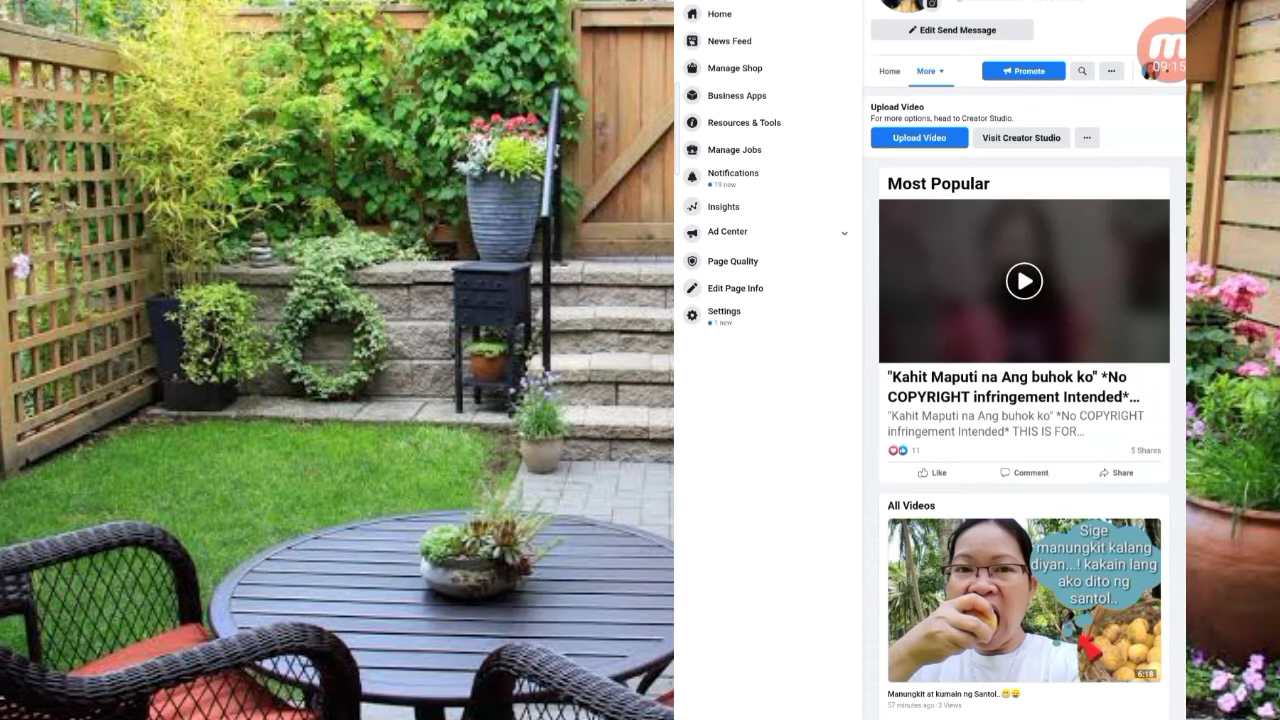 Home
News Feed
Manage Shop
Business Apps
Resources & Tools
Manage Jobs
Notifications
19 new
Insights
Ad Center
Page Quality
Edit Page Info
Settings
1 new
Edit Send Message
09:15
Home
More
Promote
Upload Video
For more options, head to Creator Studio.
Upload Video
Visit Creator Studio
Most Popular
"Kahit Maputi na Ang buhok ko" *No
COPYRIGHT infringement Intended*...
"Kahit Maputi na Ang buhok ko" *No COPYRIGHT
infringement Intended* THIS IS FOR...
11
5 Shares
Like
Comment
Share
All Videos
Sige
manungkit kalang
diyan...! kakain lang
ako dito ng
santol..
6:18
Manungkit at kumain ng Santol..😁😄
57 minutes ago · 3 Views